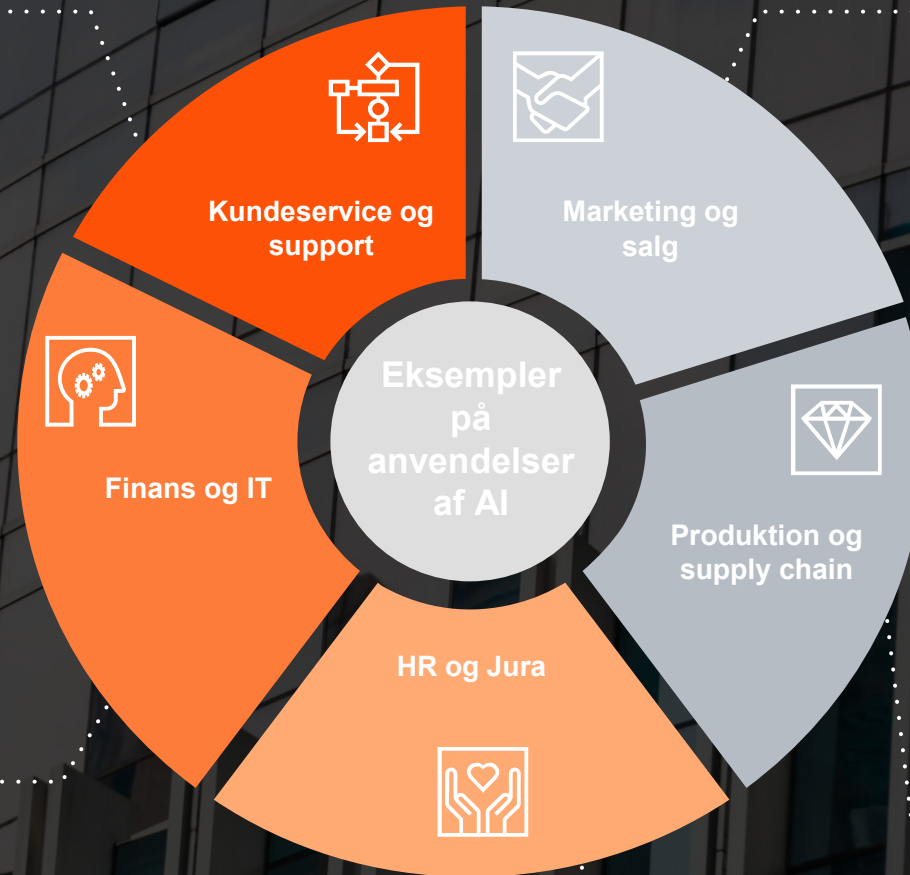 Kundeservice og
support
Marketing og
salg
Eksempler
på
anvendelser
af AI
Finans og IT
Produktion og
supply chain
HR og Jura